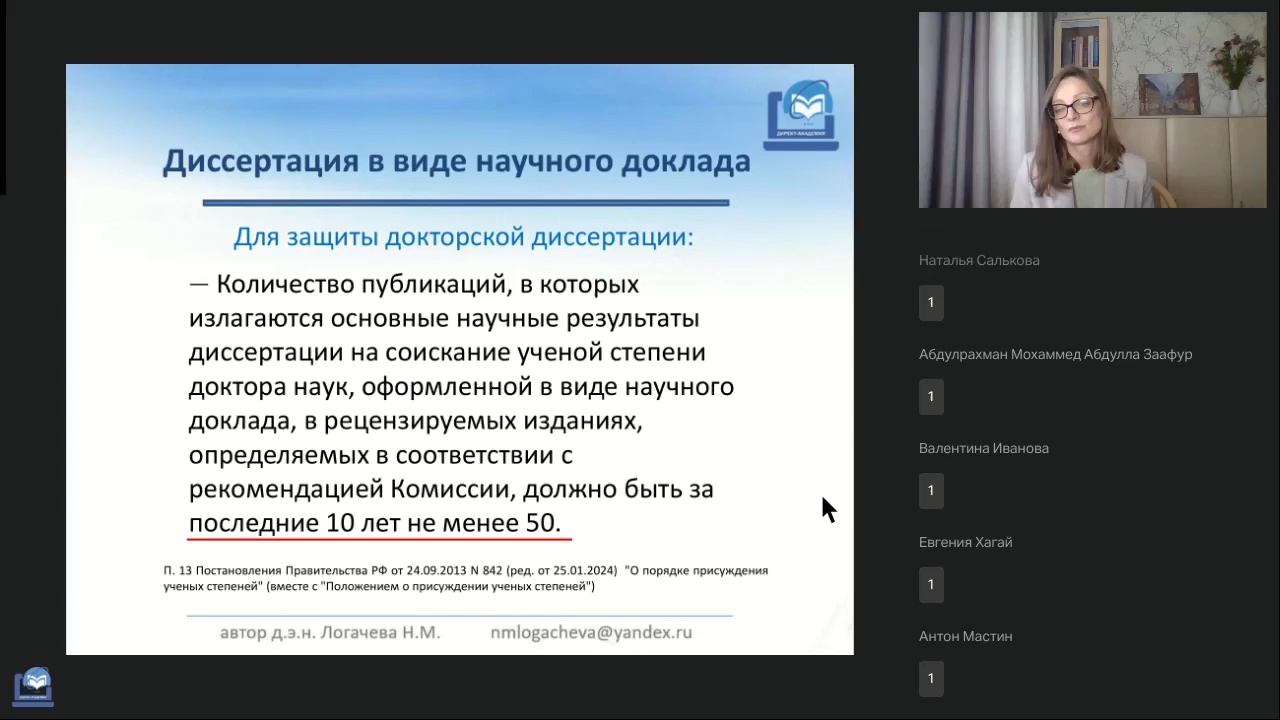 ДИРЕКТ-АКАДЕМИЯ
Диссертация в виде научного доклада
Для защиты докторской диссертации:
— Количество публикаций, в которых
излагаются основные научные результаты
диссертации на соискание ученой степени
доктора наук, оформленной в виде научного
доклада, в рецензируемых изданиях,
определяемых в соответствии с
рекомендацией Комиссии, должно быть за
последние 10 лет не менее 50.
П. 13 Постановления Правительства РФ от 24.09.2013 N 842 (ред. от 25.01.2024) "О порядке присуждения
ученых степеней" (вместе с "Положением о присуждении ученых степеней")
автор д.э.н. Логачева Н.М. nmlogacheva@yandex.ru
Наталья Салькова
1
Абдулрахман Мохаммед Абдулла Заафур
1
Валентина Иванова
1
Евгения Хагай
1
Антон Мастин
1